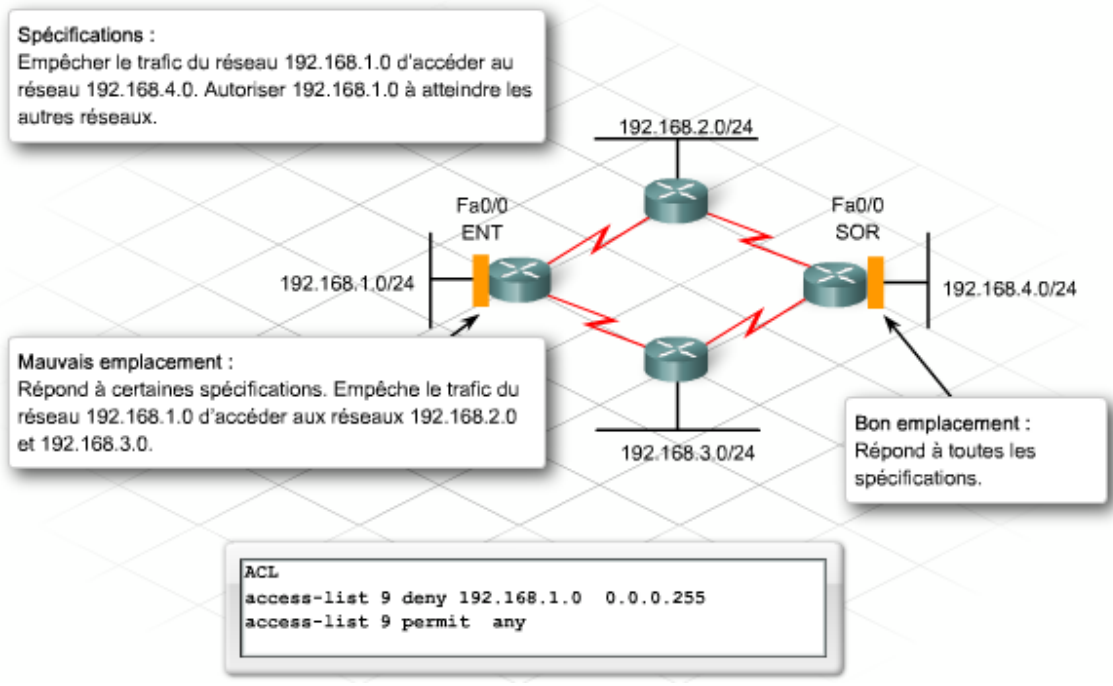 Spécifications :
Empêcher le trafic du réseau 192.168.1.0 d'accéder au
réseau 192.168.4.0. Autoriser 192.168.1.0 à atteindre les
autres réseaux.
192.168.2.0/24
Fa0/0
ENT
Fa0/0
SOR
192.168.1.0/24
192.168.4.0/24
Mauvais emplacement :
Répond à certaines spécifications. Empêche le trafic du
réseau 192.168.1.0 d'accéder aux réseaux 192.168.2.0
et 192.168.3.0.
192.168.3.0/24
Bon emplacement :
Répond à toutes les
spécifications.
ACL
access-list 9 deny 192.168.1.0  0.0.0.255
access-list 9 permit  any